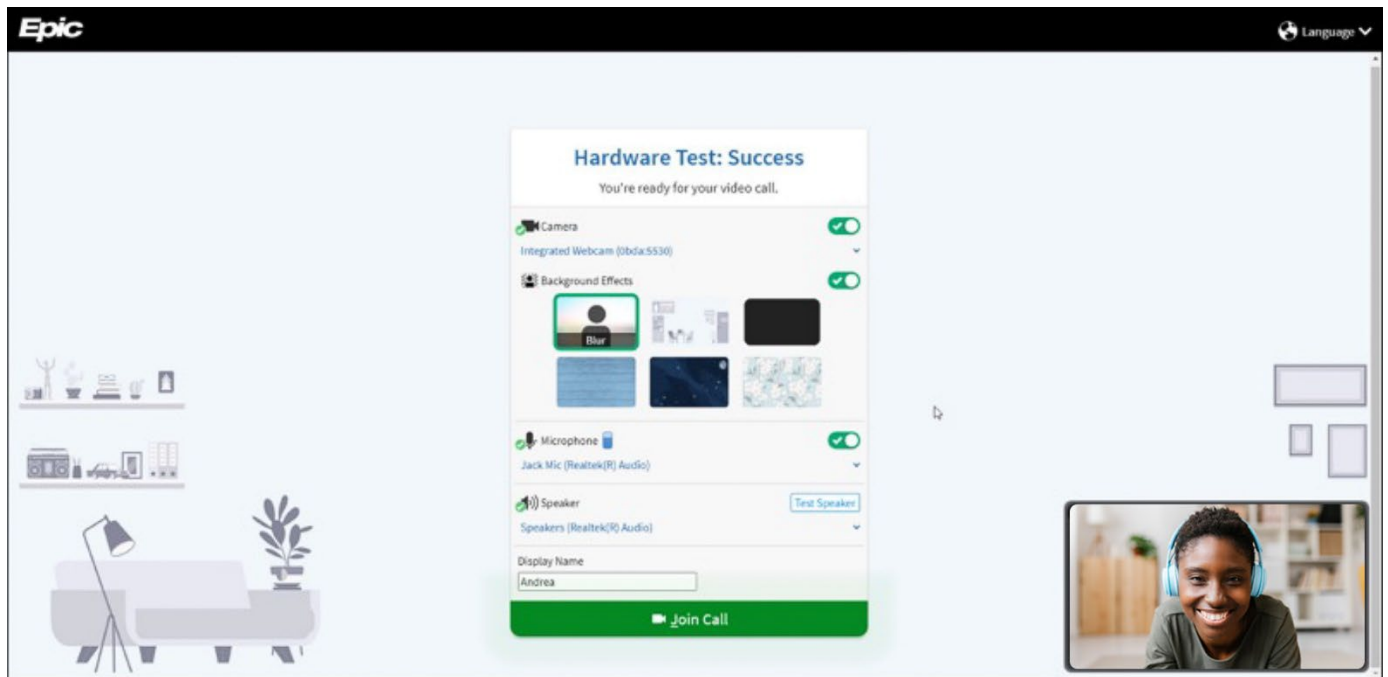 Epic
Language
Hardware Test: Success
You're ready for your video call.
Camera
Integrated Webcam (0bda:5530)
Background Effects
Blur
Microphone
Jack Mic (Realtek(R) Audio)
Speaker
Test Speaker
Speakers (Realtek(R) Audio)
Display Name
Andrea
Join Call